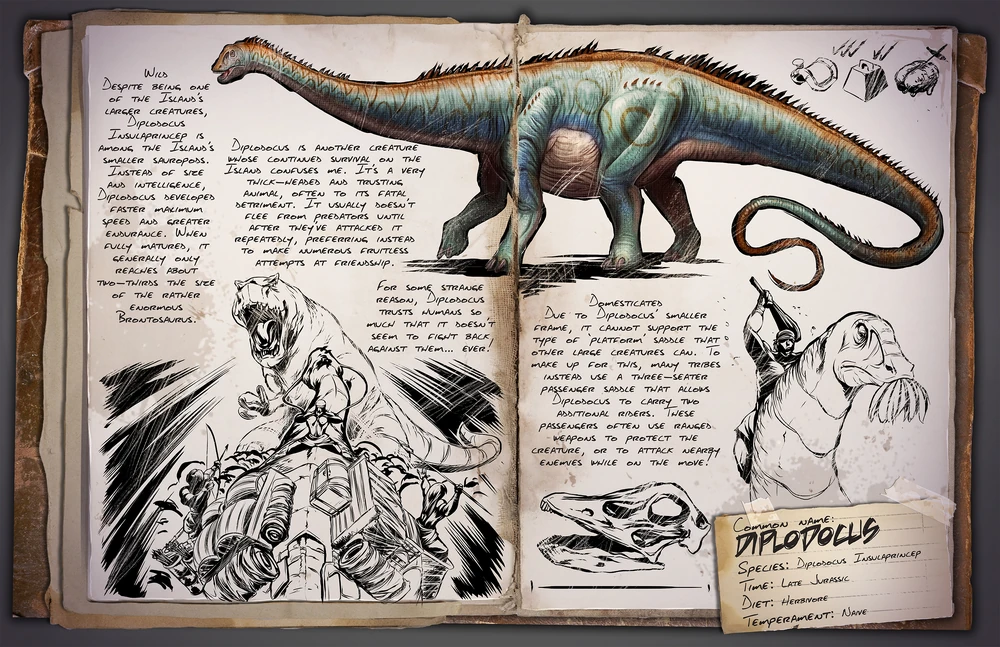 Wild
Despite being one
of the Island's
larger creatures,
Diplodocus
Insulaprincep is
among the Island's
smaller sauropods.
Instead of size
and intelligence,
Diplodocus developed
faster maximum
speed and greater
endurance. When
fully matured, it
generally only
reaches about
two-thirds the size
of the rather
enormous
Brontosaurus.
Diplodocus is another creature
whose continued survival on the
Island confuses me. It's a very
thick-headed and trusting
animal, often to its fatal
detriment. It usually doesn't
flee from predators until
after they've attacked it
repeatedly, preferring instead
to make numerous fruitless
attempts at friendship.
For some strange
reason, Diplodocus
trusts humans so
much that it doesn't
seem to fight back
against them... ever!
Domesticated
Due to Diplodocus' smaller
frame, it cannot support the
type of 'platform' saddle that
other large creatures can. To
make up for this, many tribes
instead use a three-seater
passenger saddle that allows
Diplodocus to carry two
additional riders. These
passengers often use ranged
weapons to protect the
creature, or to attack nearby
enemies while on the move!
Common name:
Diplodocus
Species: Diplodocus Insulaprincep
Time: Late Jurassic
Diet: Herbivore
Temperament: Naive